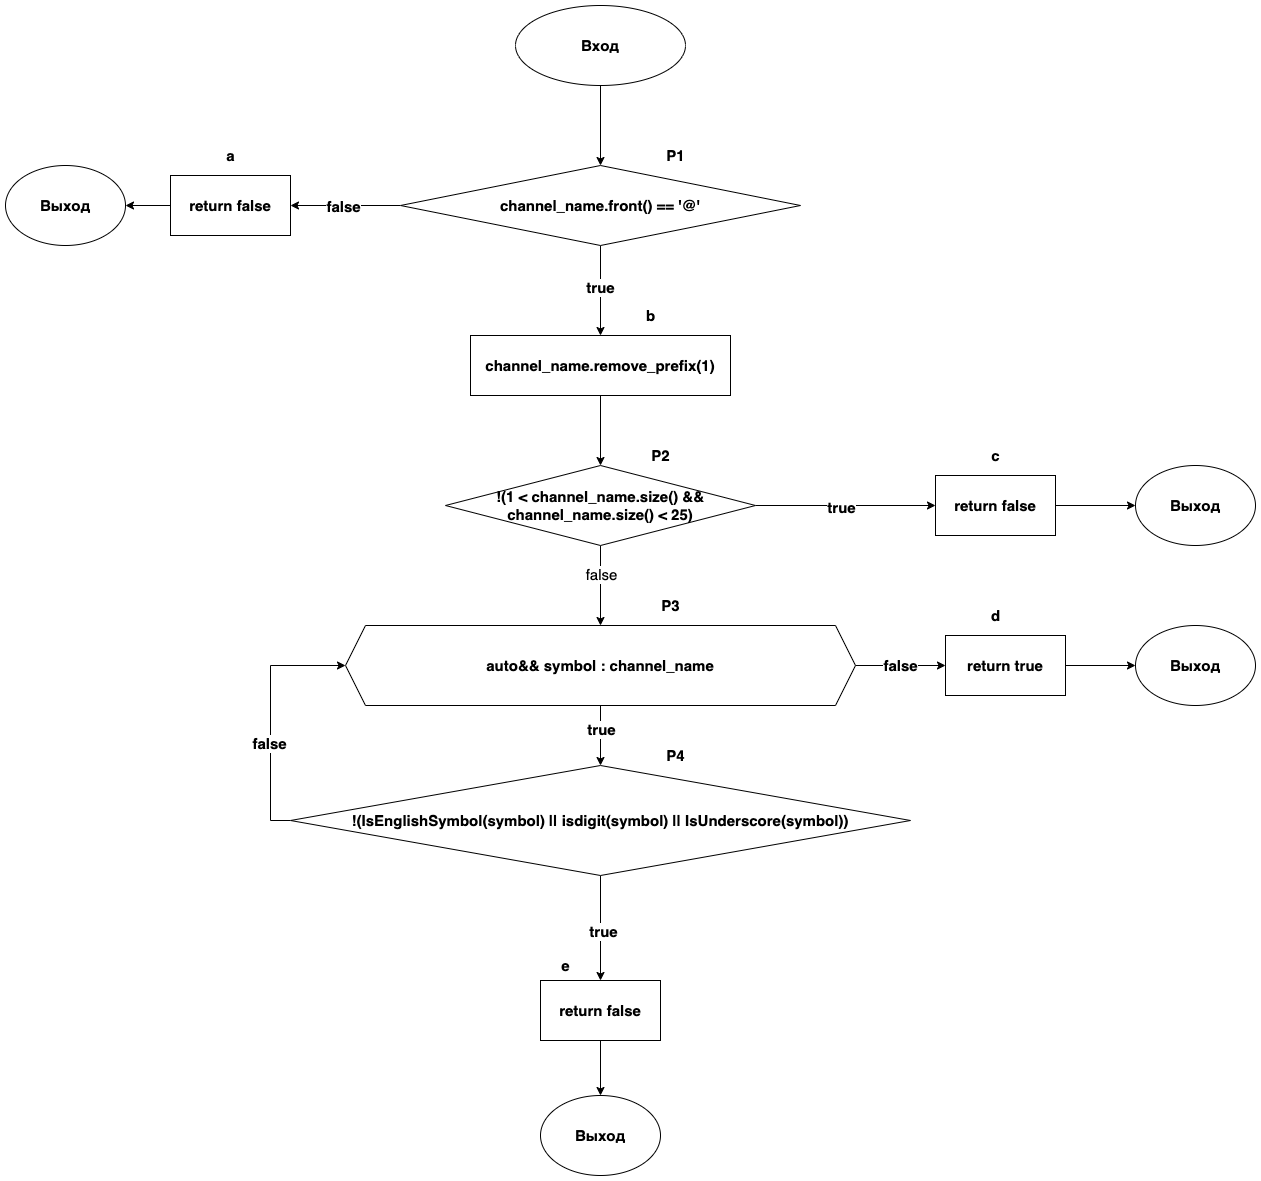 Вход
P1
a
Выход
return false
false
channel_name.front() == '@'
true
b
channel_name.remove_prefix(1)
P2
c
!(1 < channel_name.size() &&
channel_name.size() < 25)
true
return false
Выход
false
P3
d
auto&& symbol : channel_name
false
return true
Выход
true
false
P4
!(IsEnglishSymbol(symbol) || isdigit(symbol) || IsUnderscore(symbol))
true
e
return false
Выход